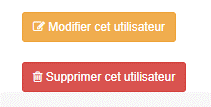 Modifier cet utilisateur
Supprimer cet utilisateur